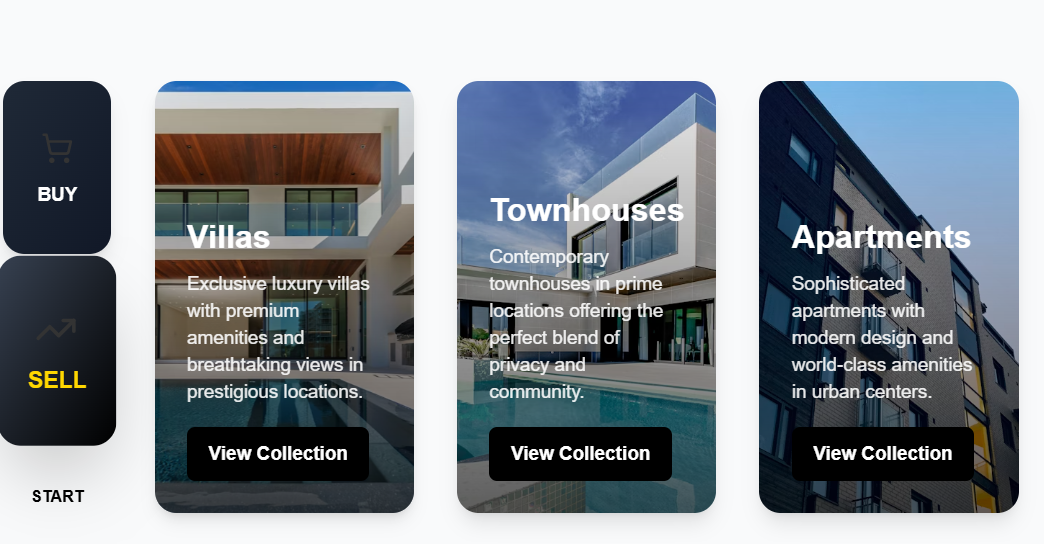 BUY
SELL
START
Villas
Exclusive luxury villas
with premium
amenities and
breathtaking views in
prestigious locations.
View Collection
Townhouses
Contemporary
townhouses in prime
locations offering the
perfect blend of
privacy and
community.
View Collection
Apartments
Sophisticated
apartments with
modern design and
world-class amenities
in urban centers.
View Collection